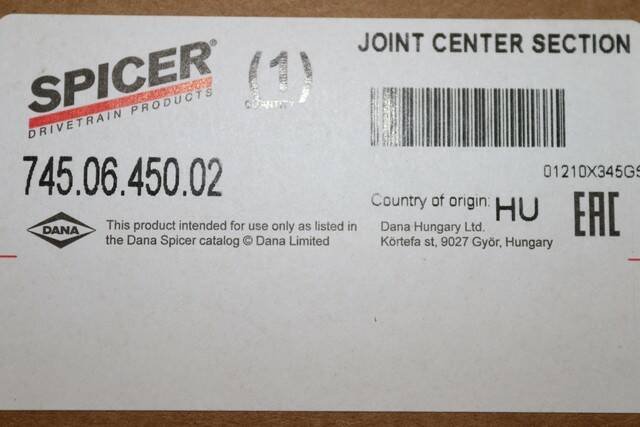 SPICER®
DRIVETRAIN PRODUCTS
(1)
QUANTITY
JOINT CENTER SECTION
01210X345GS
745.06.450.02
Country of origin: HU
EAC
DANA
This product intended for use only as listed in
the Dana Spicer catalog © Dana Limited
Dana Hungary Ltd.
Körtefa st, 9027 Győr, Hungary